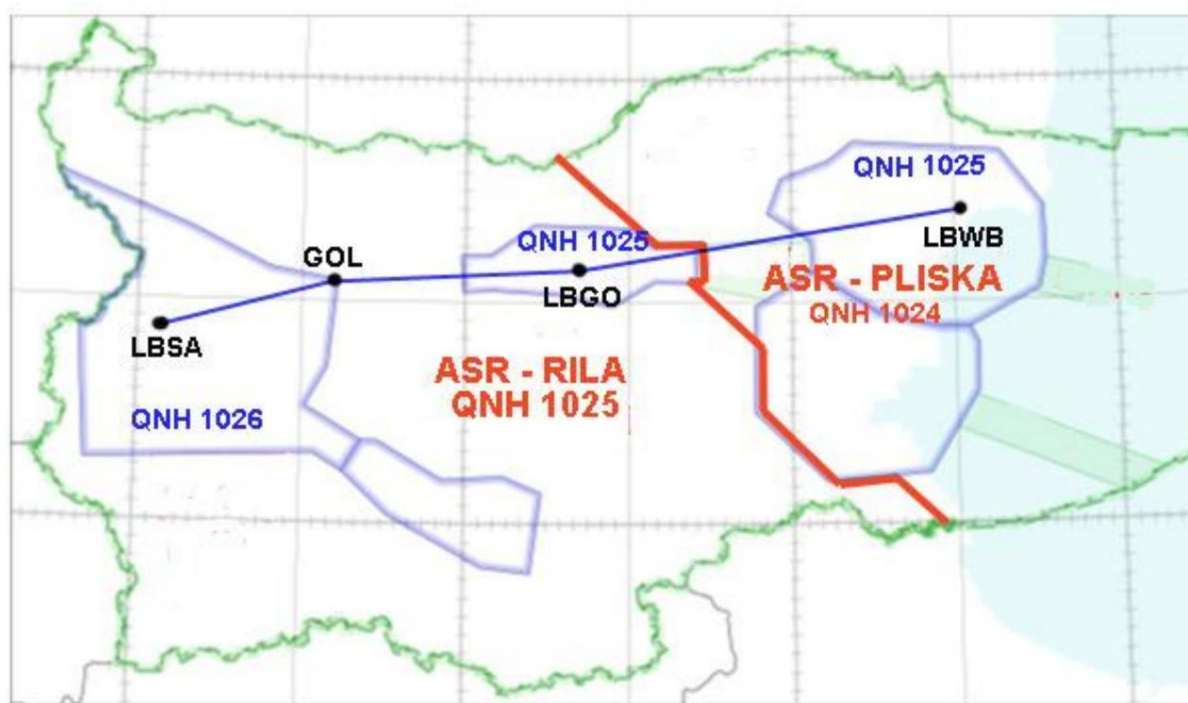 QNH 1025
LBWB
GOL
QNH 1025
LBGO
ASR - PLISKA
QNH 1024
LBSA
ASR - RILA
QNH 1025
QNH 1026